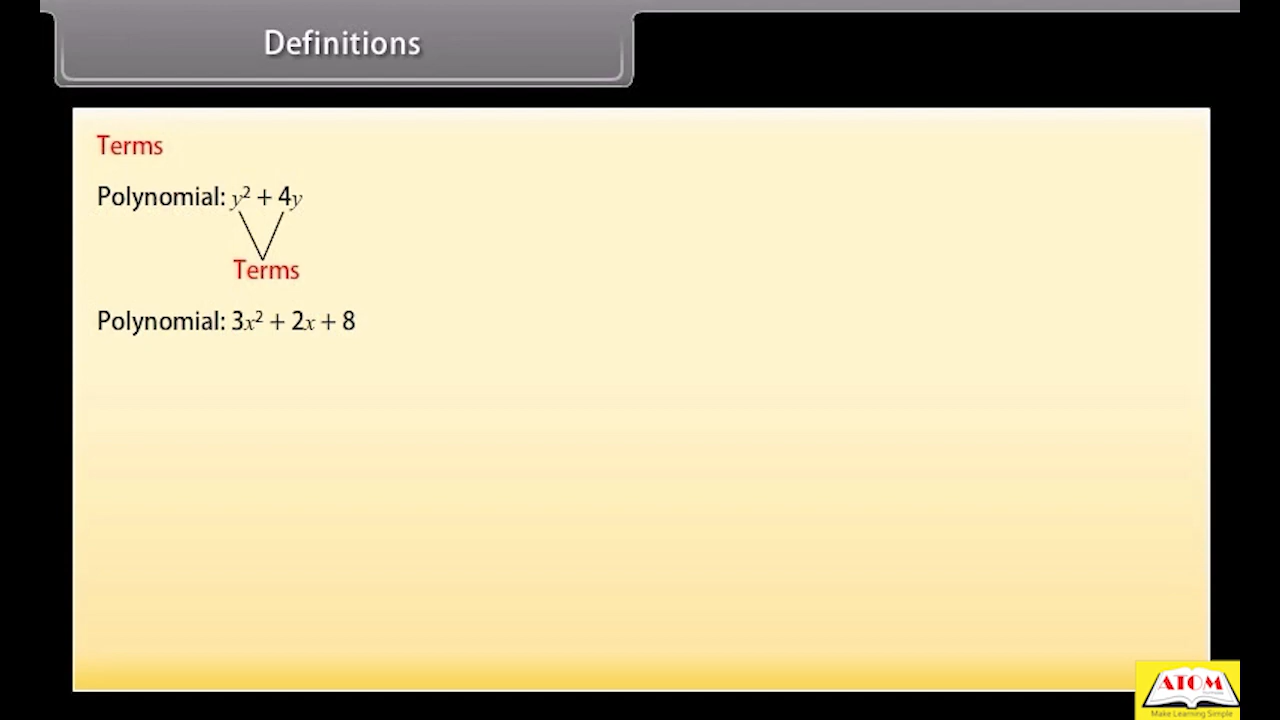 Definitions
Terms
Polynomial: y² + 4y
Terms
Polynomial: 3x² + 2x + 8
ATOM
Make Learning Simple